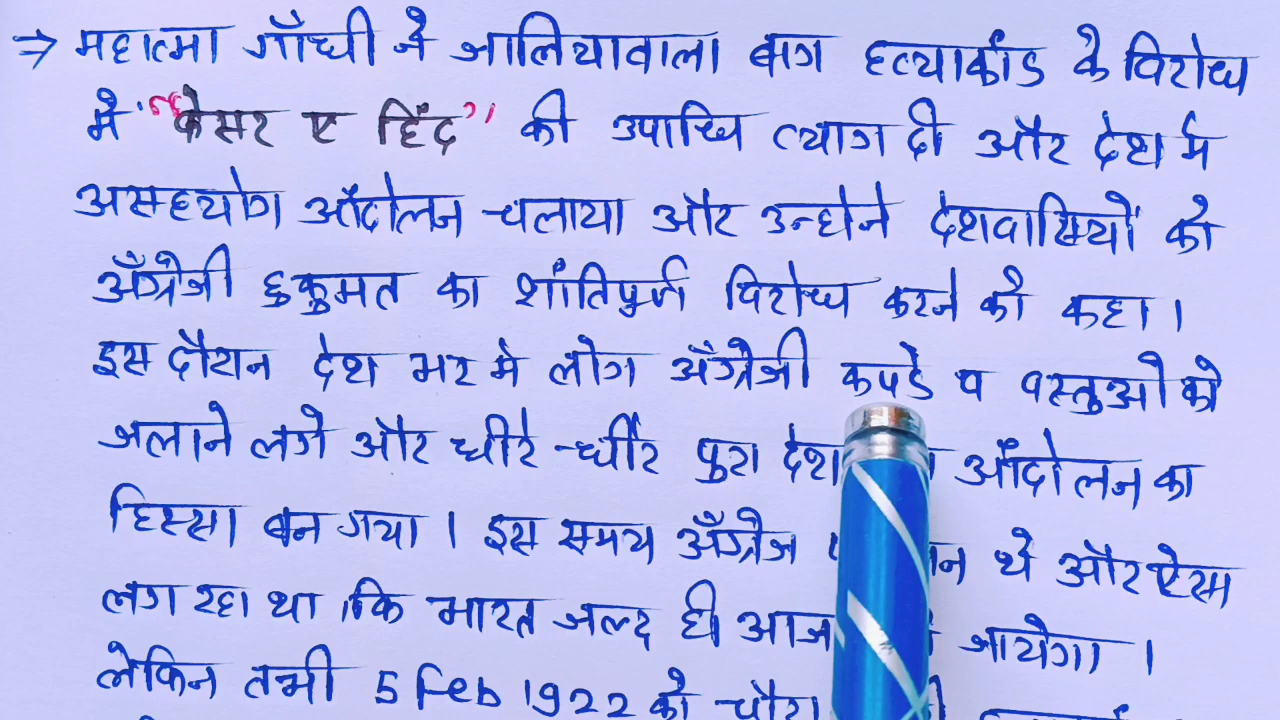 ⇒ महात्मा गाँधी ने जालियावाला बाग हत्याकांड के विरोध
मे "केसर ए हिंद" की उपाधि त्याग दी और देश मे
असहयोग आँदोलन चलाया और उन्होने देशवासियों को
अँग्रेजी हुकुमत का शांतिपुर्ण विरोध करने को कहा।
इस दौरान देश भर मे लोग अँग्रेजी कपडे व वस्तुओ को
जलाने लगे और धीरे-धीरे पुरा देश आँदोलन का
हिस्सा बन गया। इस समय अँग्रेज थे और ऐसा
लग रहा था कि भारत जल्द ही जायेगा।
लेकिन तभी 5 Feb 1922 को